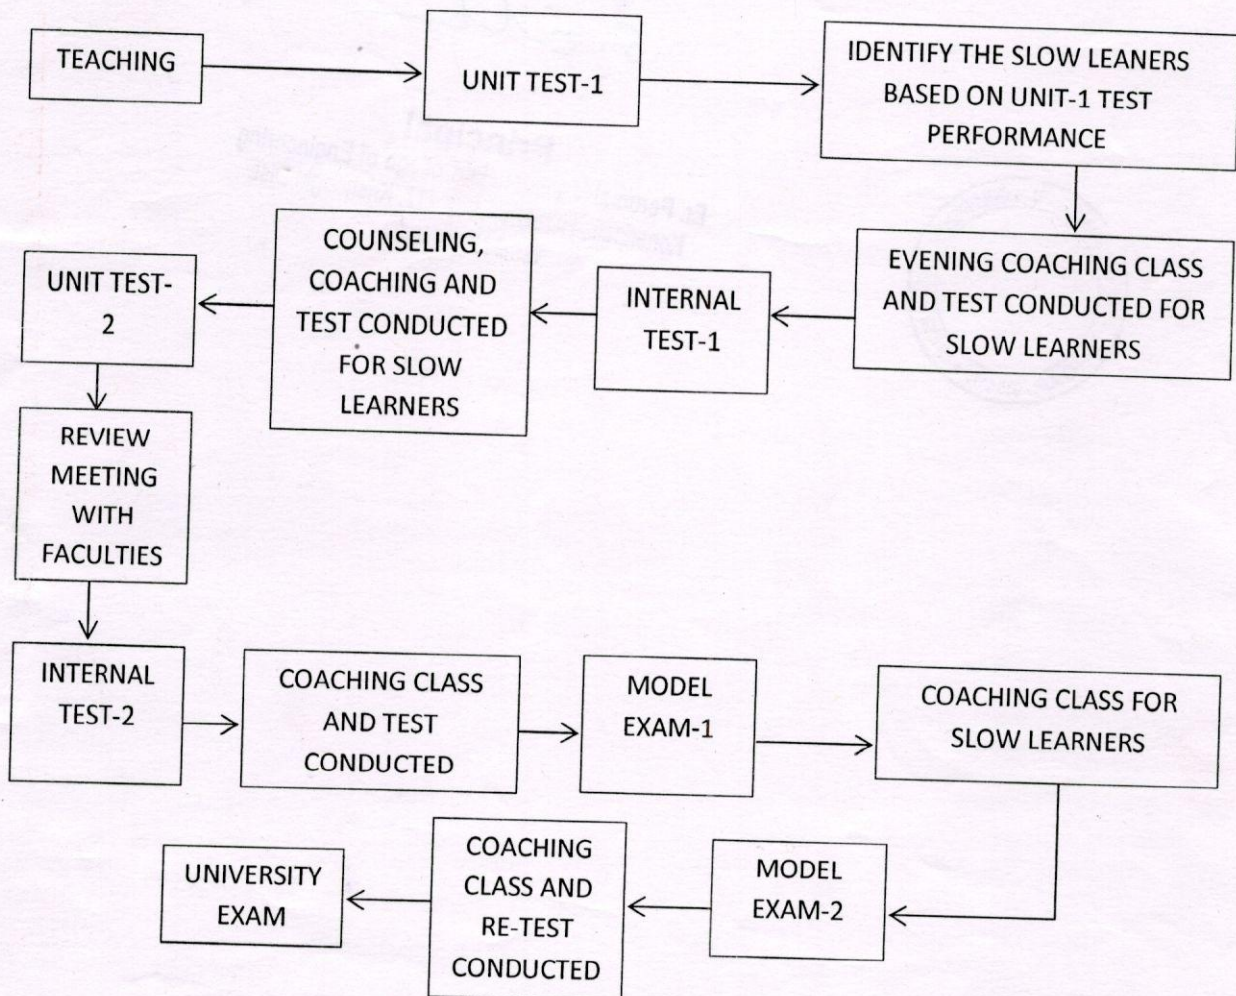 TEACHING
UNIT TEST-1
IDENTIFY THE SLOW LEANERS
BASED ON UNIT-1 TEST
PERFORMANCE
EVENING COACHING CLASS
AND TEST CONDUCTED FOR
SLOW LEARNERS
INTERNAL
TEST-1
COUNSELING,
COACHING AND
TEST CONDUCTED
FOR SLOW
LEARNERS
UNIT TEST-
2
REVIEW
MEETING
WITH
FACULTIES
INTERNAL
TEST-2
COACHING CLASS
AND TEST
CONDUCTED
MODEL
EXAM-1
COACHING CLASS FOR
SLOW LEARNERS
MODEL
EXAM-2
COACHING
CLASS AND
RE-TEST
CONDUCTED
UNIVERSITY
EXAM